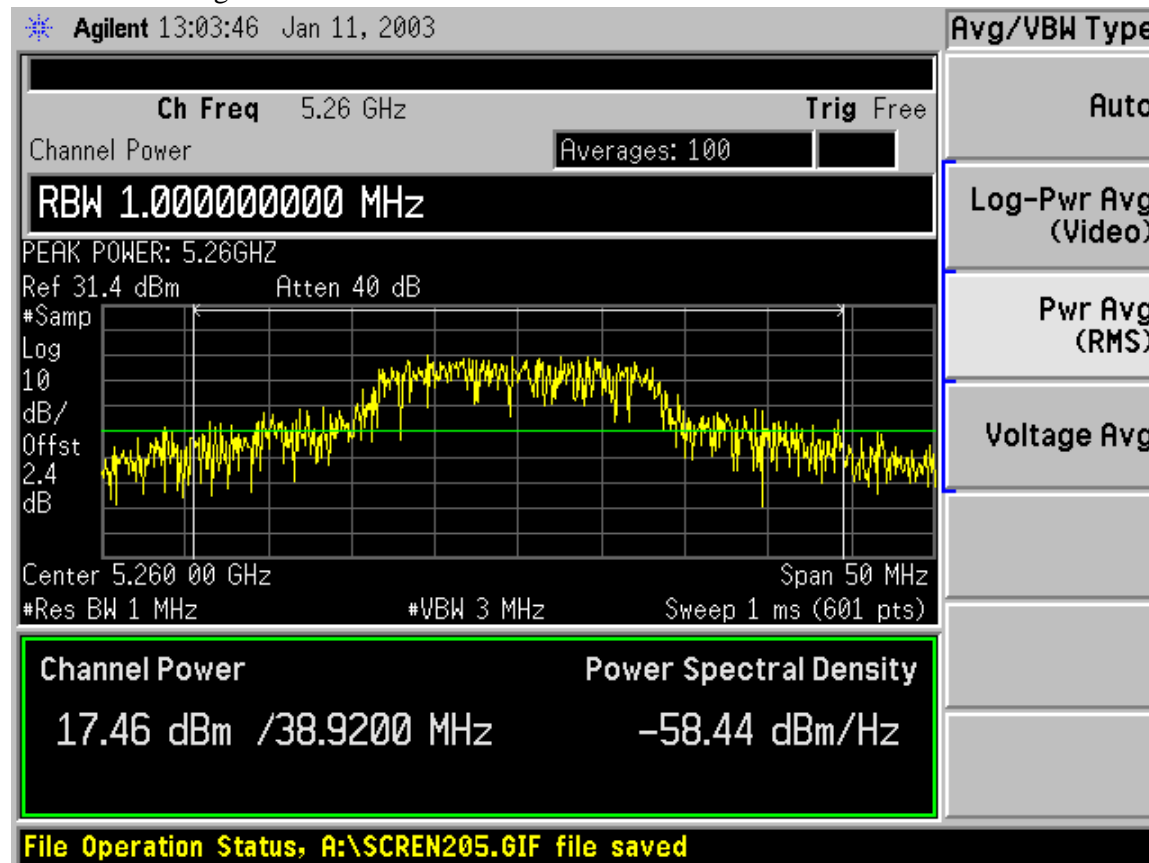 Agilent 13:03:46 Jan 11, 2003
Avg/VBW Type
Ch Freq 5.26 GHz Trig Free
Channel Power Averages: 100
RBW 1.000000000 MHz
PEAK POWER: 5.26GHZ
Ref 31.4 dBm Atten 40 dB
#Samp
Log
10
dB/
Offst
2.4
dB
Center 5.260 00 GHz Span 50 MHz
#Res BW 1 MHz #VBW 3 MHz Sweep 1 ms (601 pts)
Channel Power Power Spectral Density
17.46 dBm /38.9200 MHz -58.44 dBm/Hz
File Operation Status, A:\SCREN205.GIF file saved
Auto
Log-Pwr Avg
(Video)
Pwr Avg
(RMS)
Voltage Avg